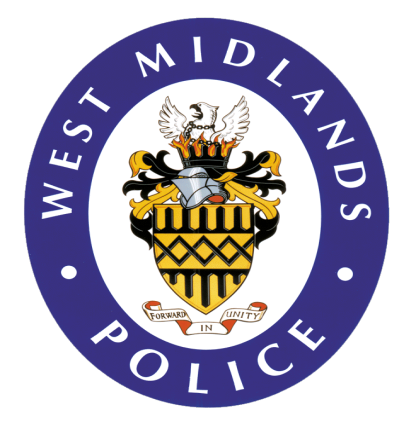 WEST MIDLANDS
POLICE
FORWARD
IN
UNITY